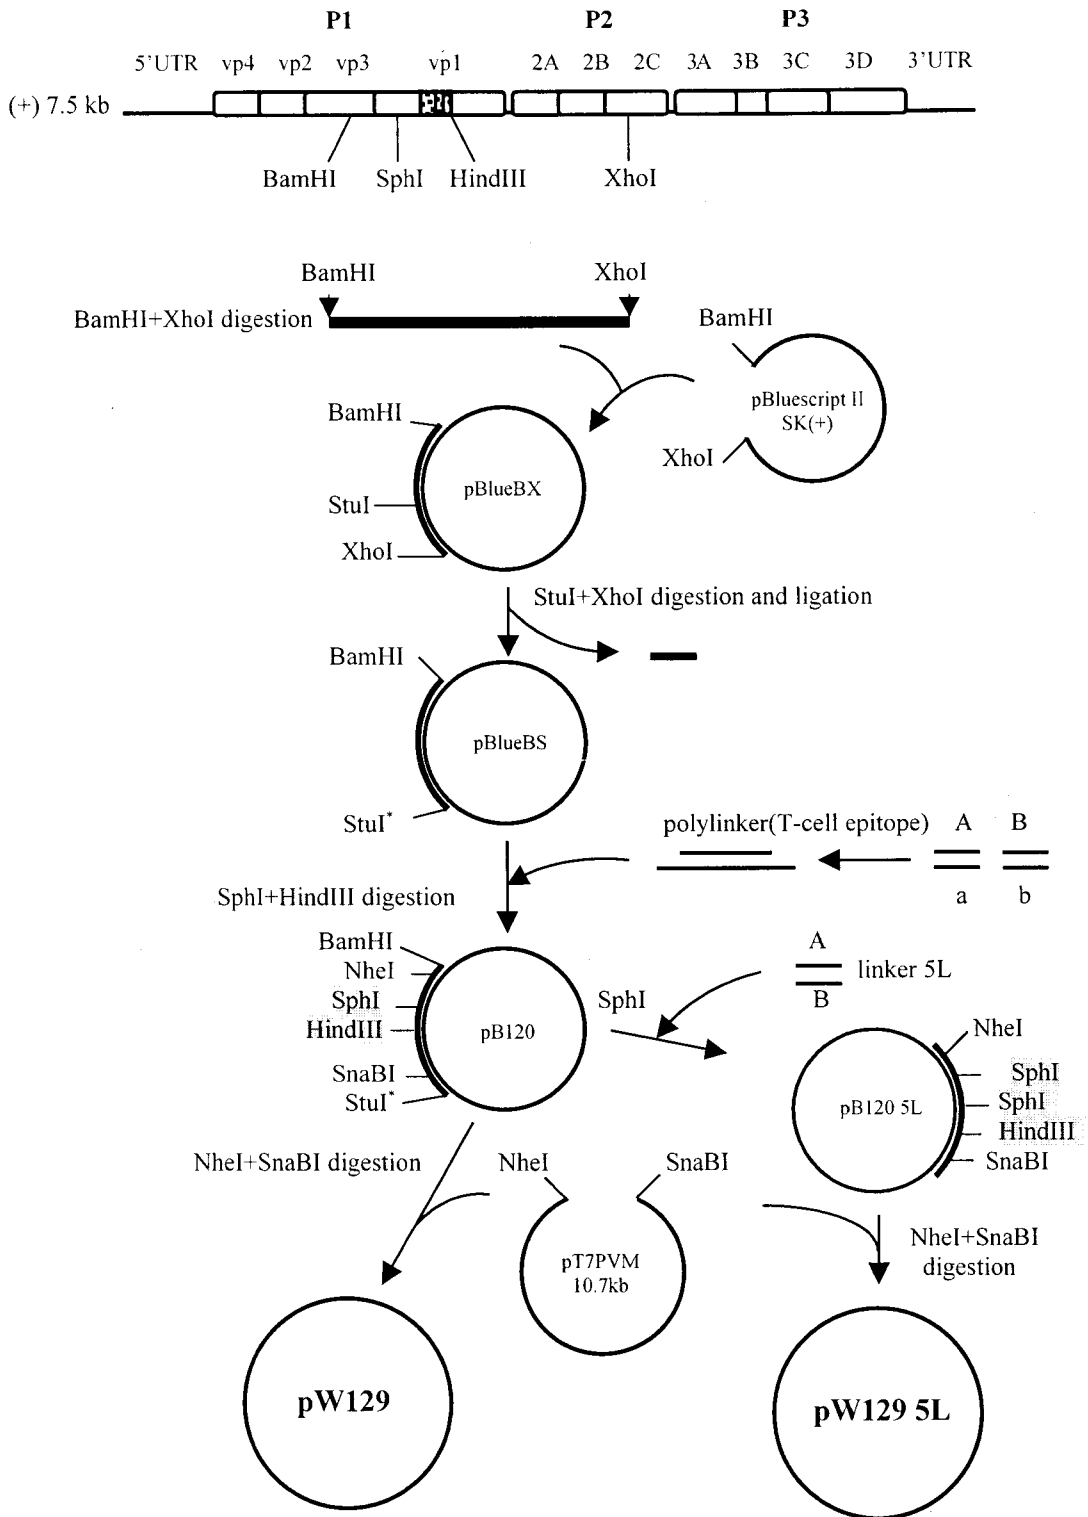 P1 P2 P3
5'UTR vp4 vp2 vp3 vp1 2A 2B 2C 3A 3B 3C 3D 3'UTR
(+) 7.5 kb
BamHI SphI HindIII XhoI
BamHI XhoI
BamHI+XhoI digestion
BamHI
pBluescript II
SK(+)
XhoI
BamHI
pBlueBX
StuI
XhoI
StuI+XhoI digestion and ligation
BamHI
pBlueBS
StuI*
polylinker(T-cell epitope) A B
a b
SphI+HindIII digestion
BamHI
NheI
SphI
HindIII
pB120
SnaBI
StuI*
A
linker 5L
B
SphI
NheI
SphI
pB120 5L
SphI
HindIII
SnaBI
NheI+SnaBI digestion
NheI SnaBI
pT7PVM
10.7kb
NheI+SnaBI
digestion
pW129
pW129 5L